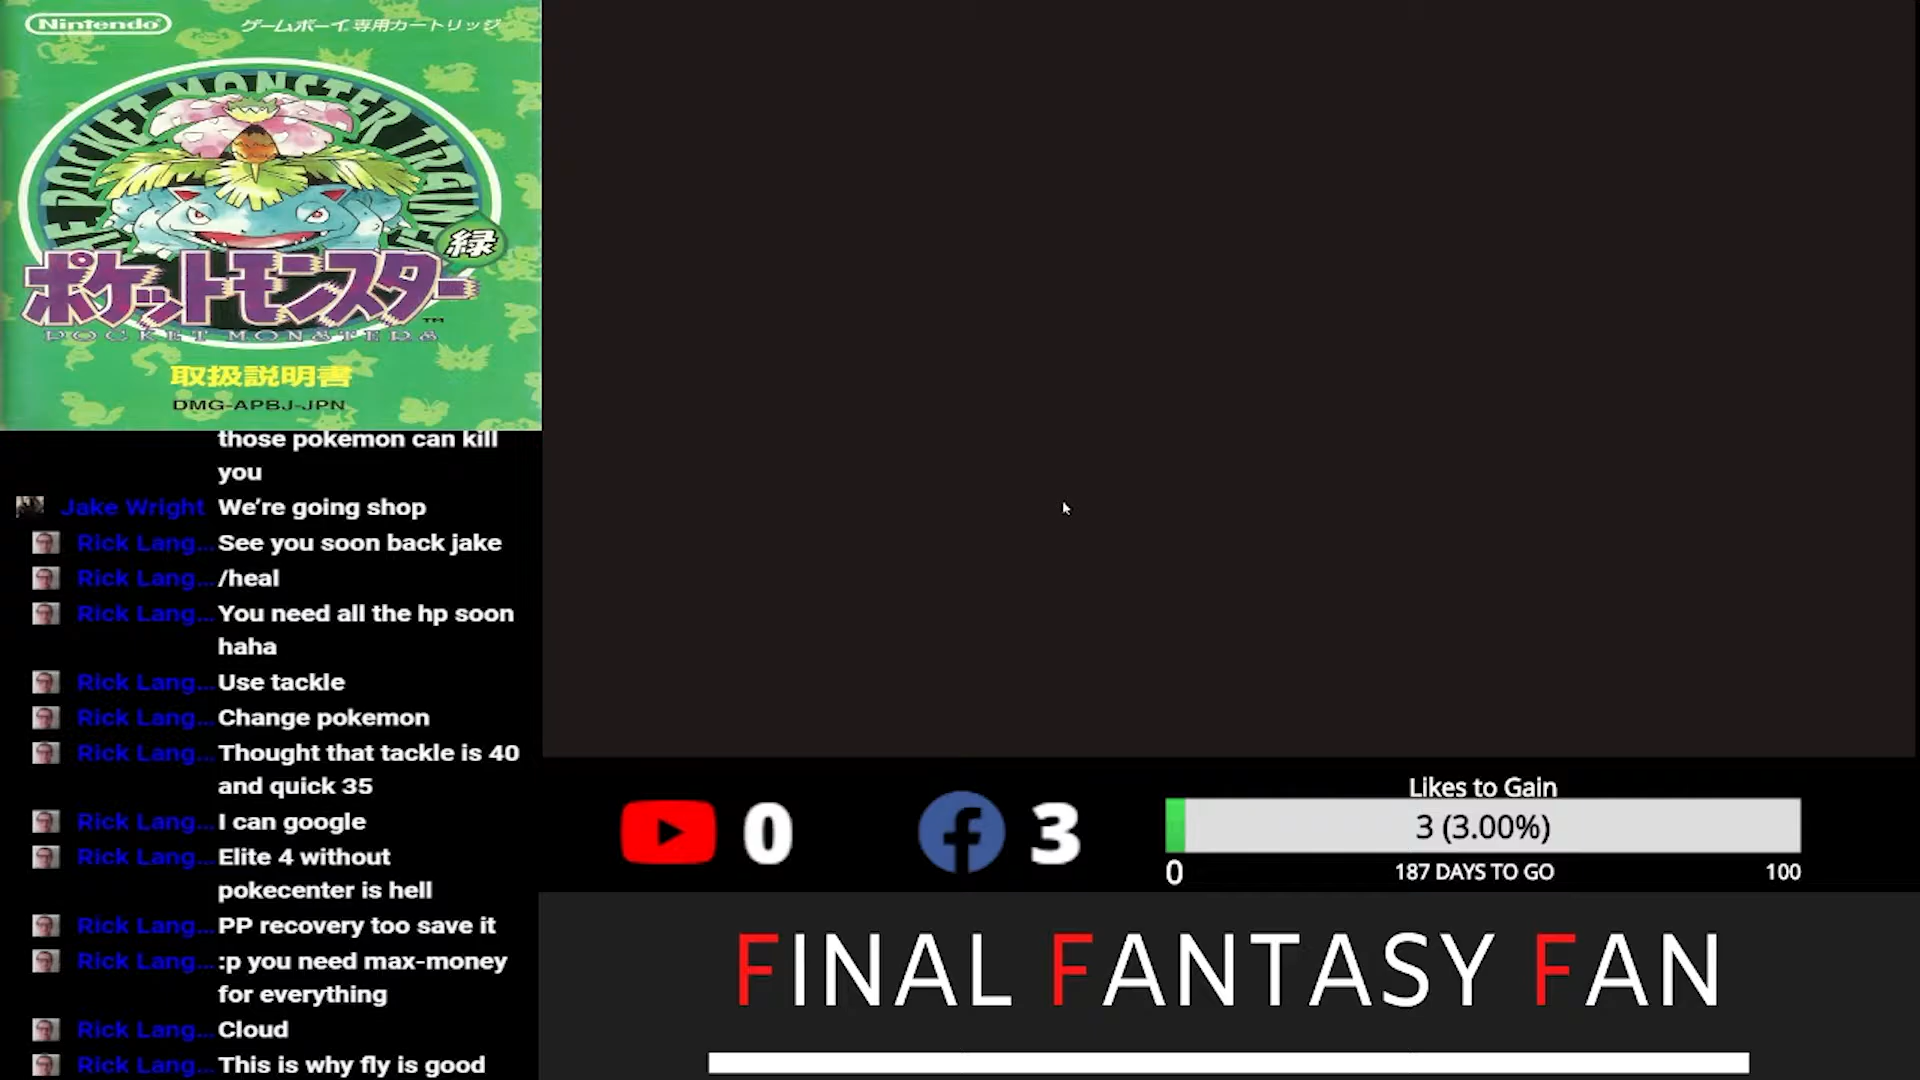 Nintendo
ゲームボーイ専用カートリッジ
POCKET MONSTER
緑
ポケットモンスター
TM
POCKET MONSTERS
取扱説明書
DMG-APBJ-JPN
those pokemon can kill
you
Jake Wright We’re going shop
Rick Lang... See you soon back jake
Rick Lang... /heal
Rick Lang... You need all the hp soon
haha
Rick Lang... Use tackle
Rick Lang... Change pokemon
Rick Lang... Thought that tackle is 40
and quick 35
Rick Lang... I can google
Rick Lang... Elite 4 without
pokecenter is hell
Rick Lang... PP recovery too save it
Rick Lang... :p you need max-money
for everything
Rick Lang... Cloud
Rick Lang... This is why fly is good
0
3
Likes to Gain
3 (3.00%)
0 187 DAYS TO GO 100
FINAL FANTASY FAN